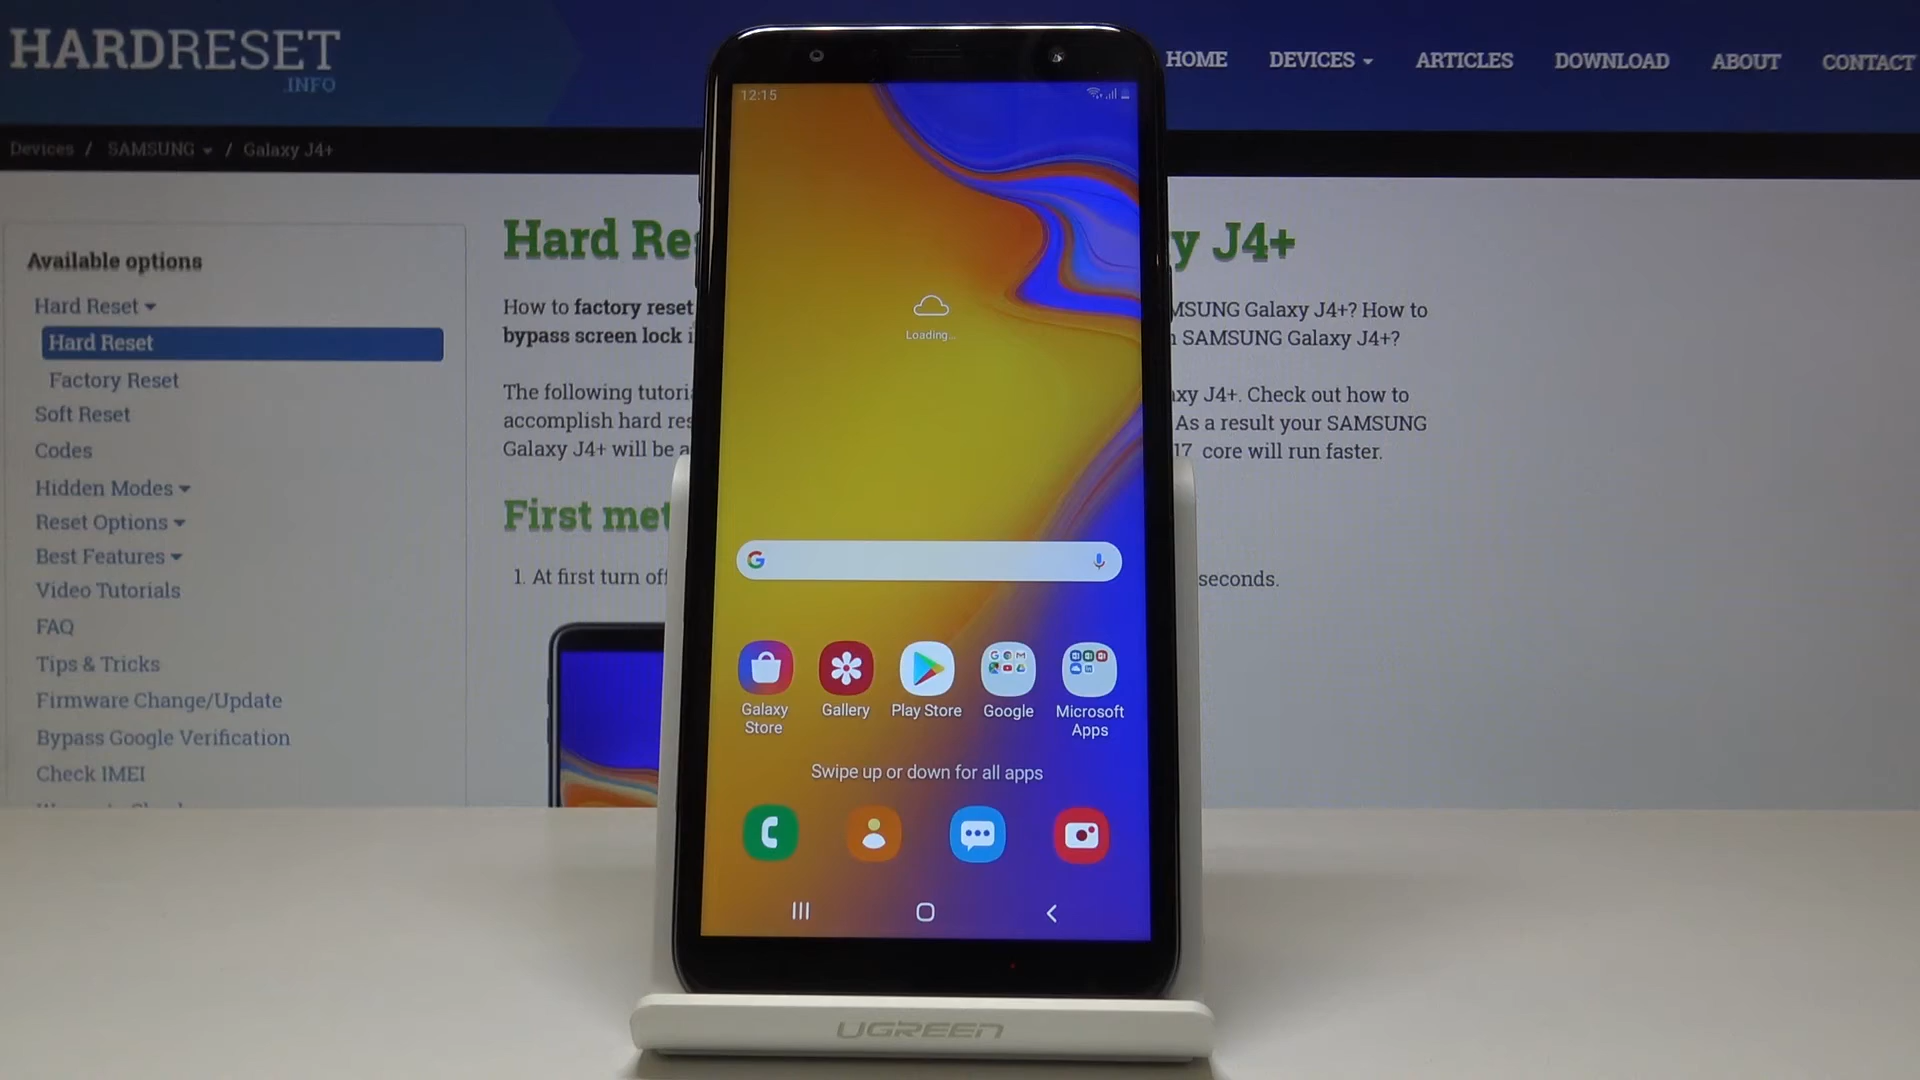 HARDRESET
.INFO
HOME
DEVICES
ARTICLES
DOWNLOAD
ABOUT
CONTACT
Devices / SAMSUNG / Galaxy J4+
Available options
Hard Reset
Hard Reset
Factory Reset
Soft Reset
Codes
Hidden Modes
Reset Options
Best Features
Video Tutorials
FAQ
Tips & Tricks
Firmware Change/Update
Bypass Google Verification
Check IMEI
Hard Re
y J4+
How to factory reset
MSUNG Galaxy J4+? How to
bypass screen lock i
SAMSUNG Galaxy J4+?
The following tutori
xy J4+. Check out how to
accomplish hard res
As a result your SAMSUNG
Galaxy J4+ will be a
17 core will run faster.
First met
1. At first turn of
seconds.
12:15
Loading...
G
Galaxy
Store
Gallery
Play Store
Google
Microsoft
Apps
Swipe up or down for all apps
UGREEN